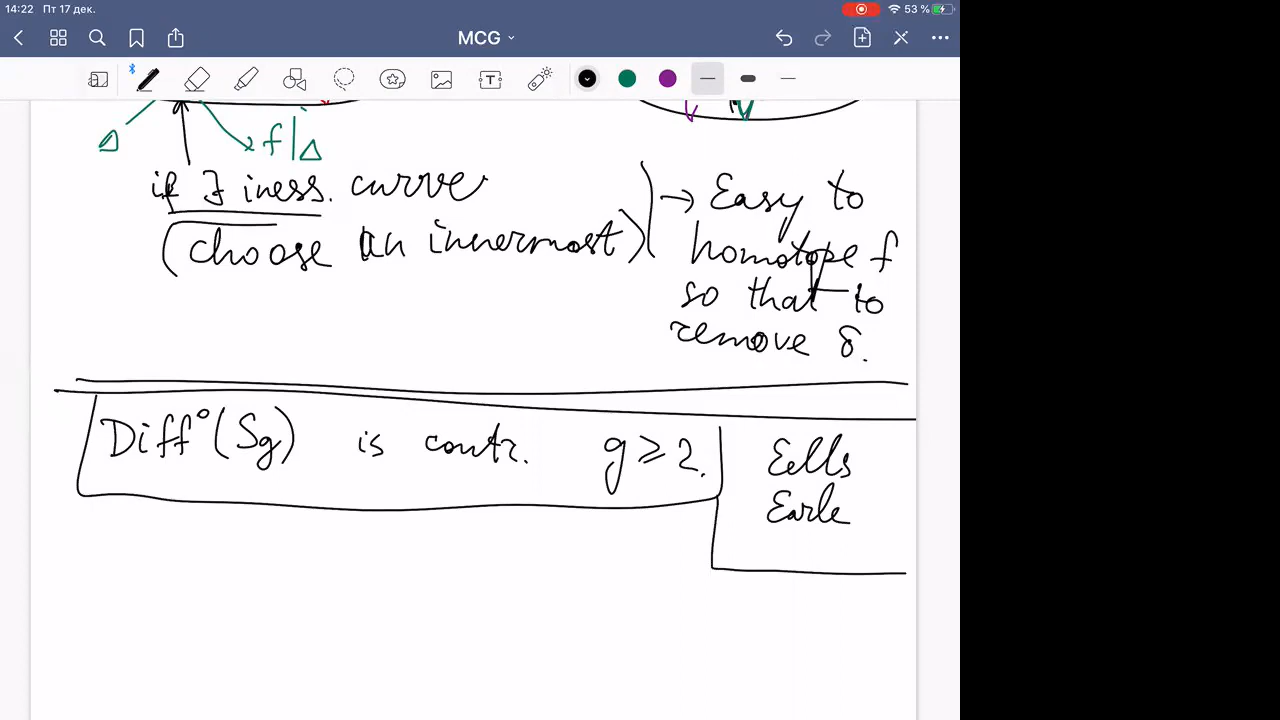 14:22 Пт 17 дек.
53 %
MCG
T
Δ
f|Δ
if ∃ iness. curve
(choose an innermost)
→ Easy to
homotope f
so that to
remove δ.
Diff°(Sg) is contr. g ⩾ 2.
Eells
Earle